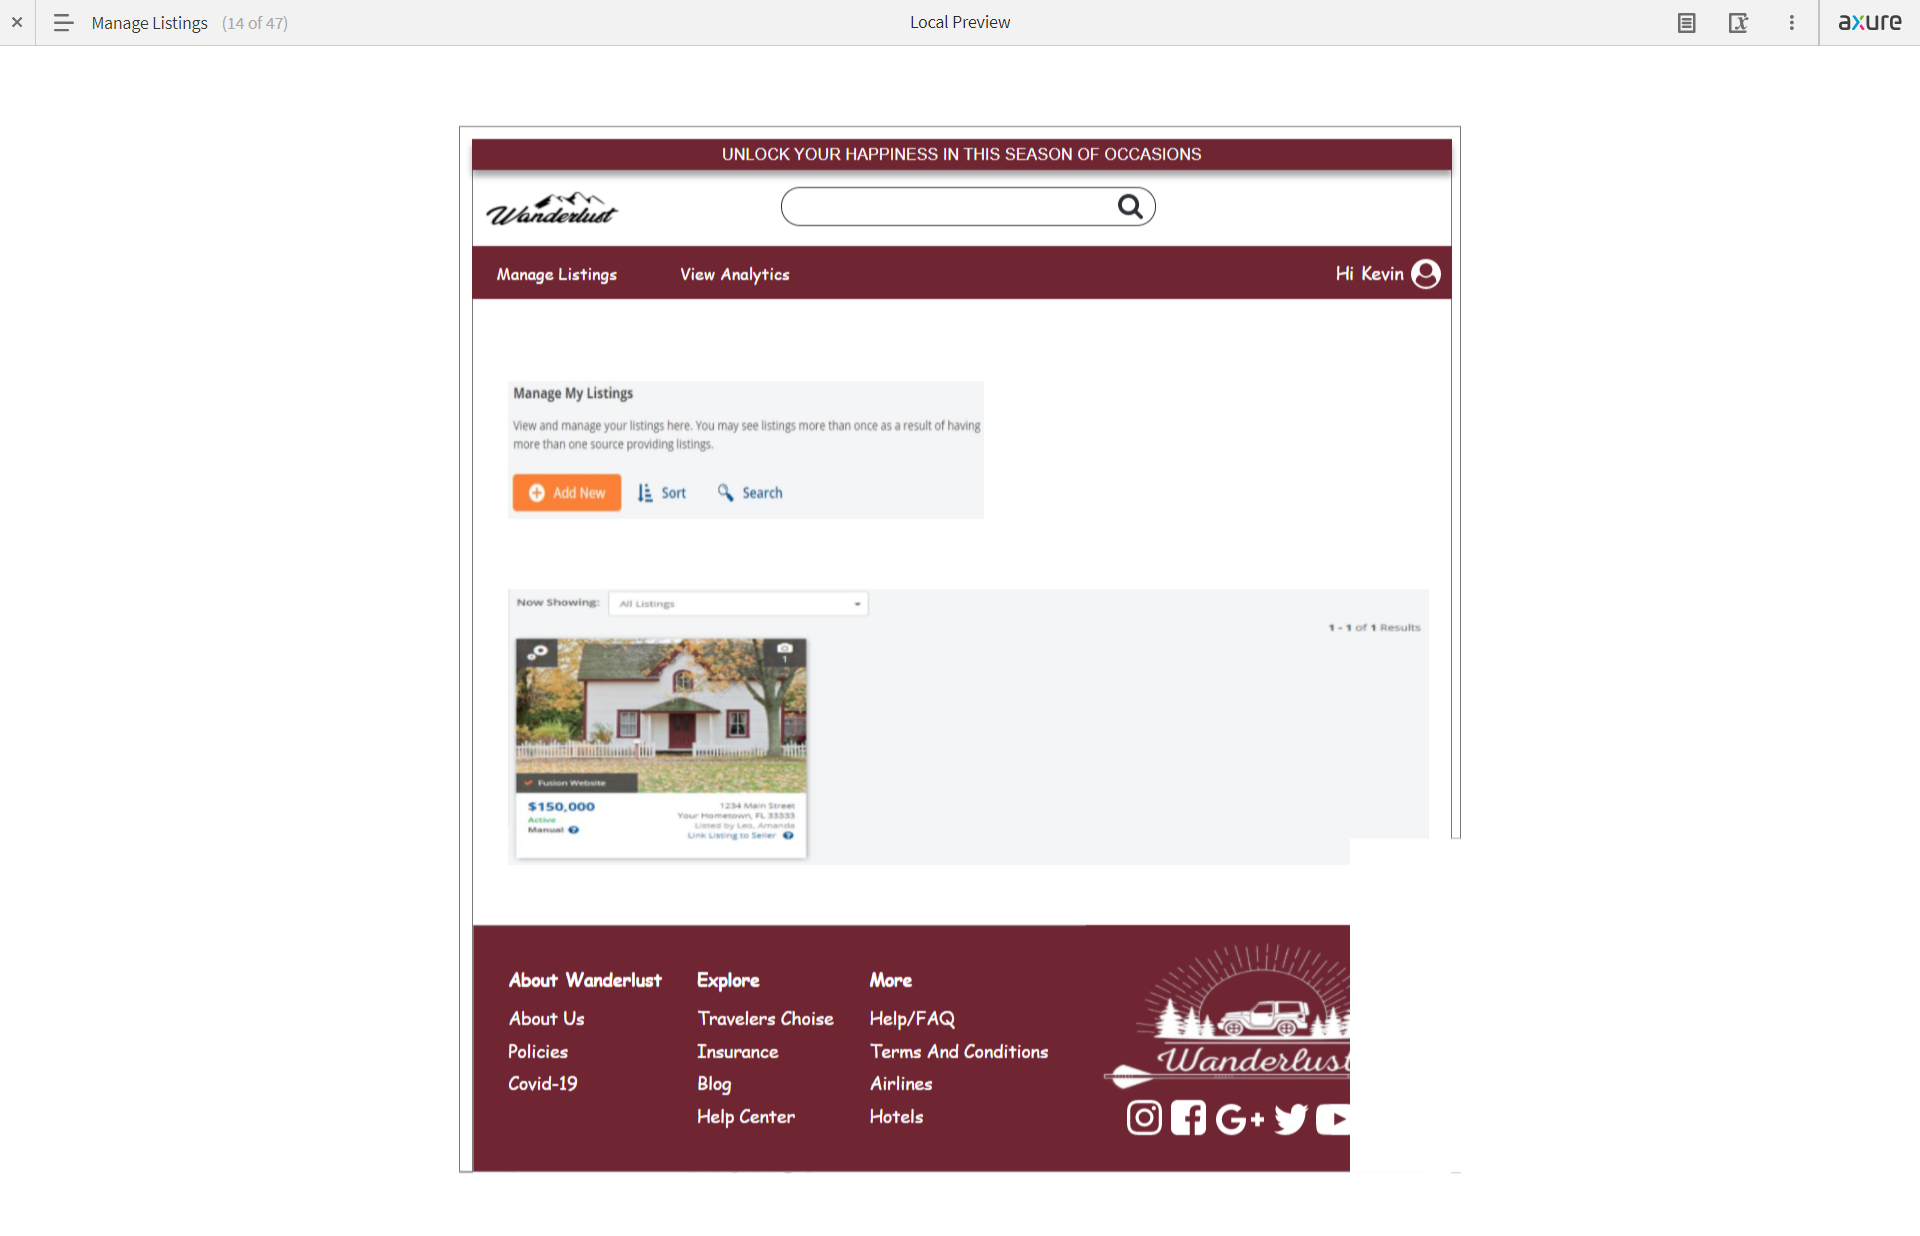 Manage Listings (14 of 47)
Local Preview
axure
UNLOCK YOUR HAPPINESS IN THIS SEASON OF OCCASIONS
Wanderlust
Manage Listings
View Analytics
Hi Kevin
Manage My Listings
View and manage your listings here. You may see listings more than once as a result of having
more than one source providing listings.
Add New
Sort
Search
Now Showing:
All Listings
1 - 1 of 1 Results
1
Fusion Website
$150,000
Active
Manual
1234 Main Street
Your Hometown, FL 33333
Listed by Leo, Amanda
Link Listing to Seller
About Wanderlust
About Us
Policies
Covid-19
Explore
Travelers Choise
Insurance
Blog
Help Center
More
Help/FAQ
Terms And Conditions
Airlines
Hotels
Wanderlust